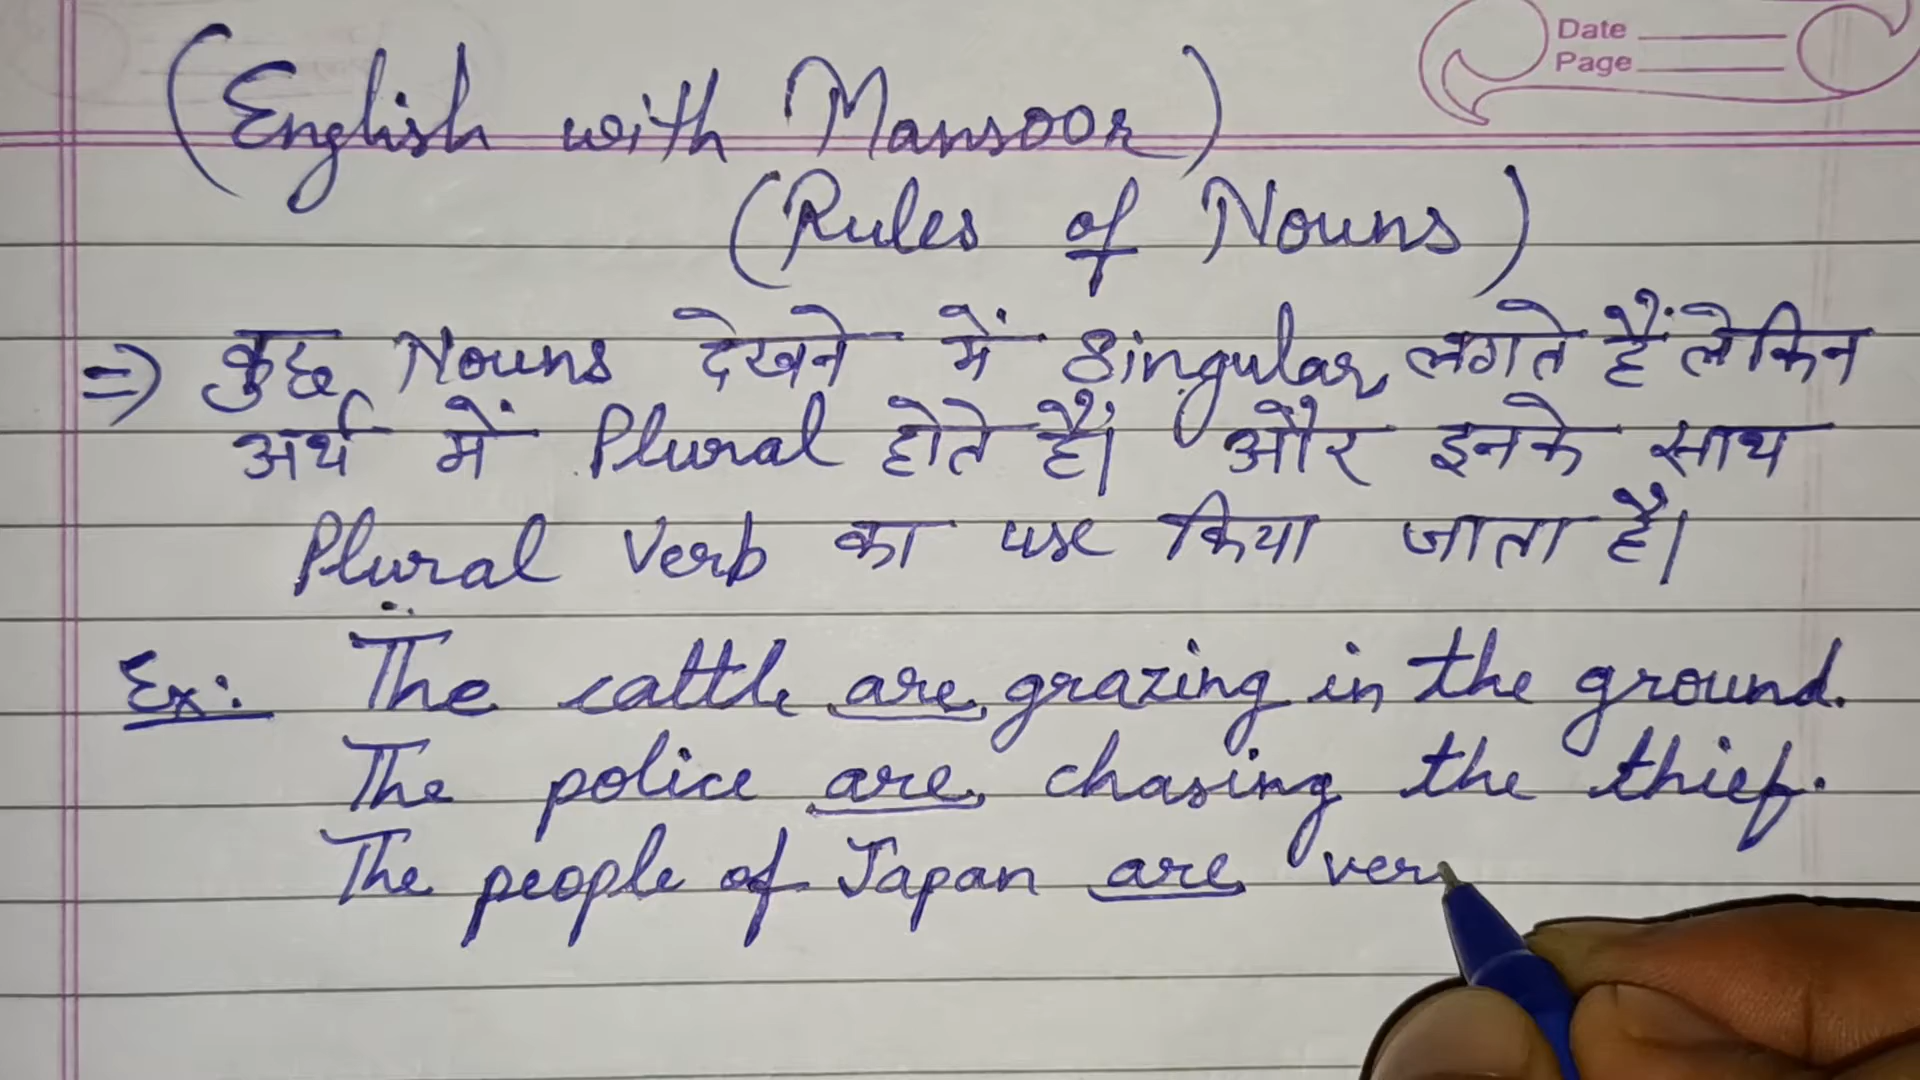 Date
Page
(English with Mansoor)
(Rules of Nouns)
=> कुछ Nouns देखने में Singular लगते हैं लेकिन
अर्थ में Plural होते हैं। और इनके साथ
Plural Verb का use किया जाता है।
Ex: The cattle are grazing in the ground.
The police are chasing the thief.
The people of Japan are ver